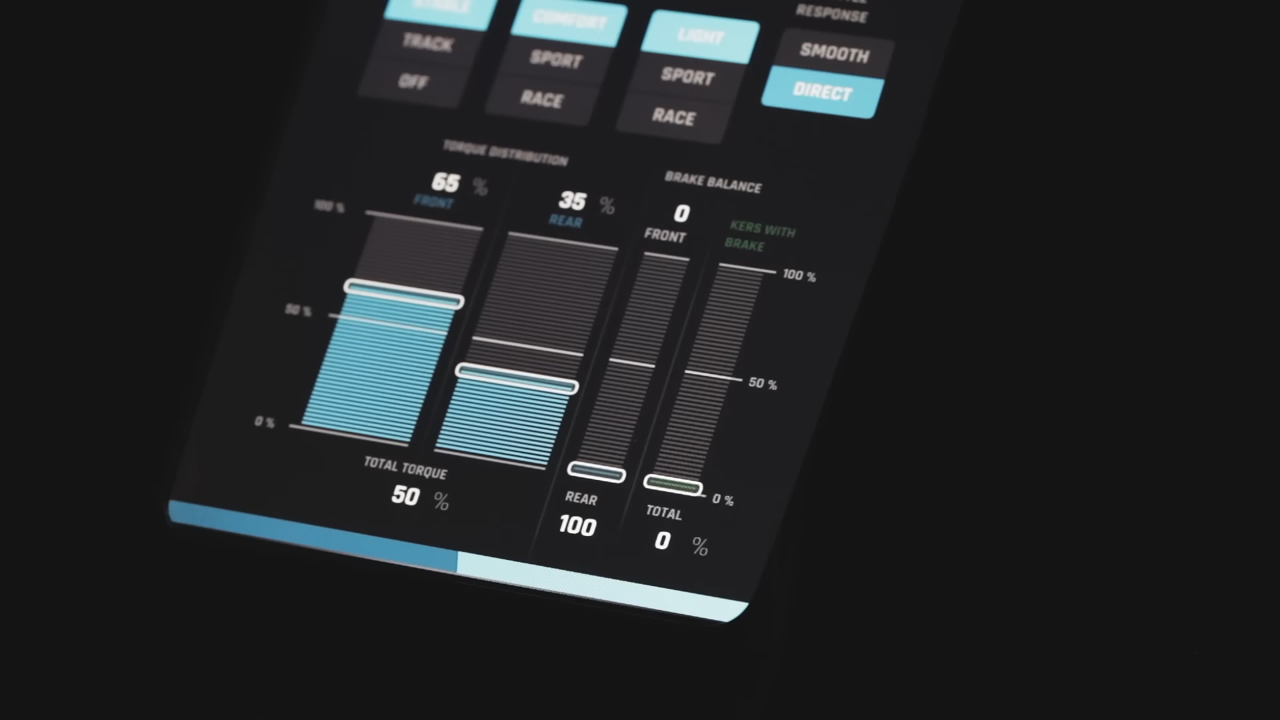 RESPONSE
STABLE
COMFORT
LIGHT
SMOOTH
TRACK
SPORT
SPORT
DIRECT
OFF
RACE
RACE
TORQUE DISTRIBUTION
BRAKE BALANCE
65 %
FRONT
35 %
REAR
0
FRONT
KERS WITH
BRAKE
100 %
100 %
50 %
50 %
0 %
0 %
TOTAL TORQUE
50 %
REAR
100
TOTAL
0 %